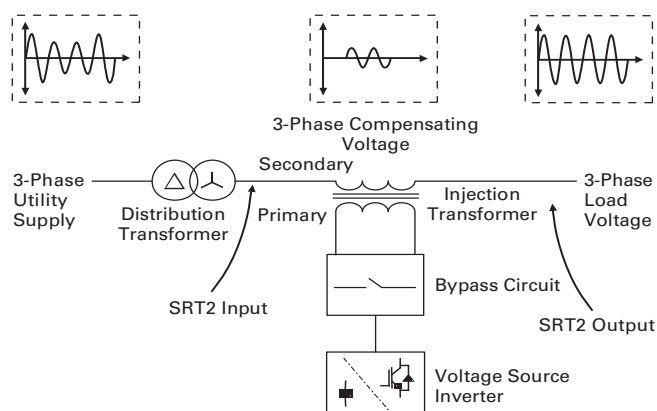 3-Phase Compensating
Voltage
Secondary
3-Phase
Utility
Supply
Distribution
Transformer
Primary
Injection
Transformer
3-Phase
Load
Voltage
SRT2 Input
Bypass Circuit
SRT2 Output
Voltage Source
Inverter